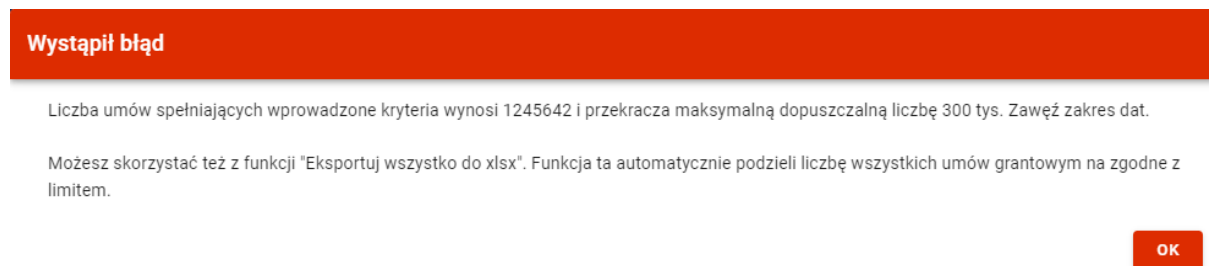 Wystąpił błąd
Liczba umów spełniających wprowadzone kryteria wynosi 1245642 i przekracza maksymalną dopuszczalną liczbę 300 tys. Zawęź zakres dat.
Możesz skorzystać też z funkcji "Eksportuj wszystko do xlsx". Funkcja ta automatycznie podzieli liczbę wszystkich umów grantowym na zgodne z
limitem.
OK